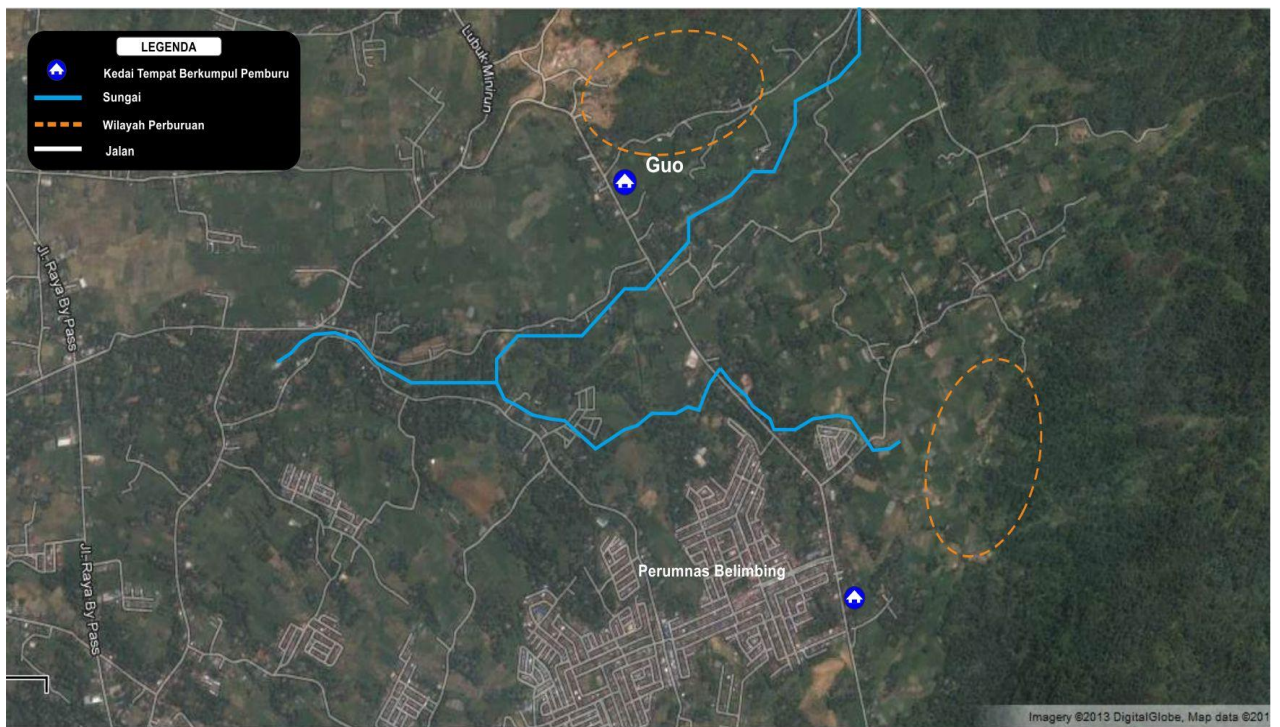 LEGENDA
Kedai Tempat Berkumpul Pemburu
Sungai
Wilayah Perburuan
Jalan
Lubuk Minirun
Guo
Jl. Raya By Pass
Jl. Raya By Pass
Perumnas Belimbing
Imagery ©2013 DigitalGlobe, Map data ©201